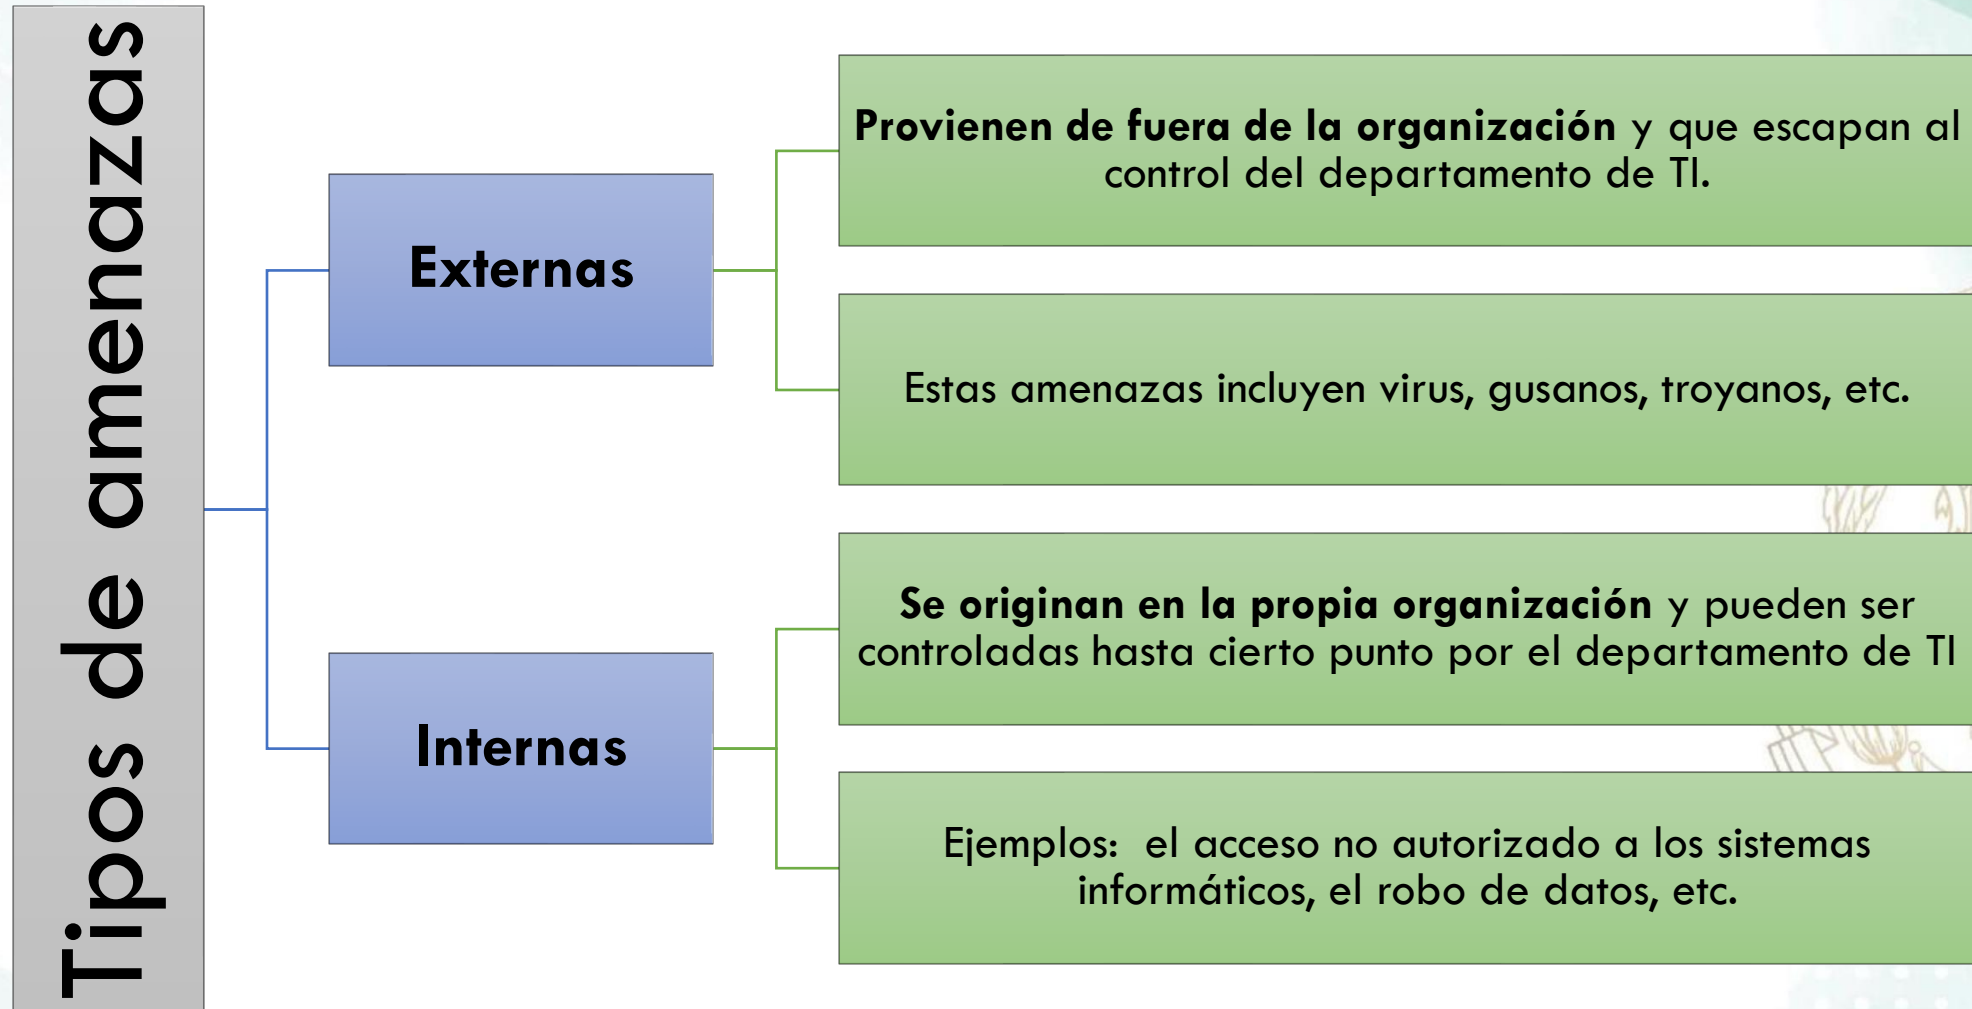 Tipos de amenazas
Externas
Provienen de fuera de la organización y que escapan al
control del departamento de TI.
Estas amenazas incluyen virus, gusanos, troyanos, etc.
Internas
Se originan en la propia organización y pueden ser
controladas hasta cierto punto por el departamento de TI
Ejemplos:  el acceso no autorizado a los sistemas
informáticos, el robo de datos, etc.